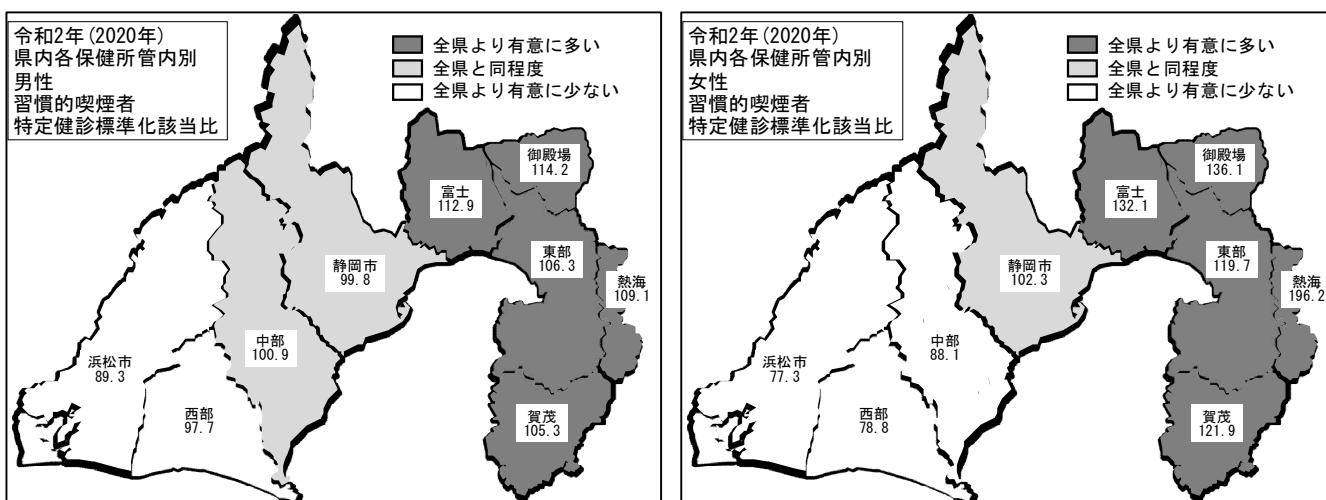 令和2年(2020年)
県内各保健所管内別
男性
習慣的喫煙者
特定健診標準化該当比
全県より有意に多い
全県と同程度
全県より有意に少ない
御殿場
114.2
富士
112.9
東部
106.3
熱海
109.1
静岡市
99.8
中部
100.9
浜松市
89.3
西部
97.7
賀茂
105.3
令和2年(2020年)
県内各保健所管内別
女性
習慣的喫煙者
特定健診標準化該当比
全県より有意に多い
全県と同程度
全県より有意に少ない
御殿場
136.1
富士
132.1
東部
119.7
熱海
196.2
静岡市
102.3
中部
88.1
浜松市
77.3
西部
78.8
賀茂
121.9